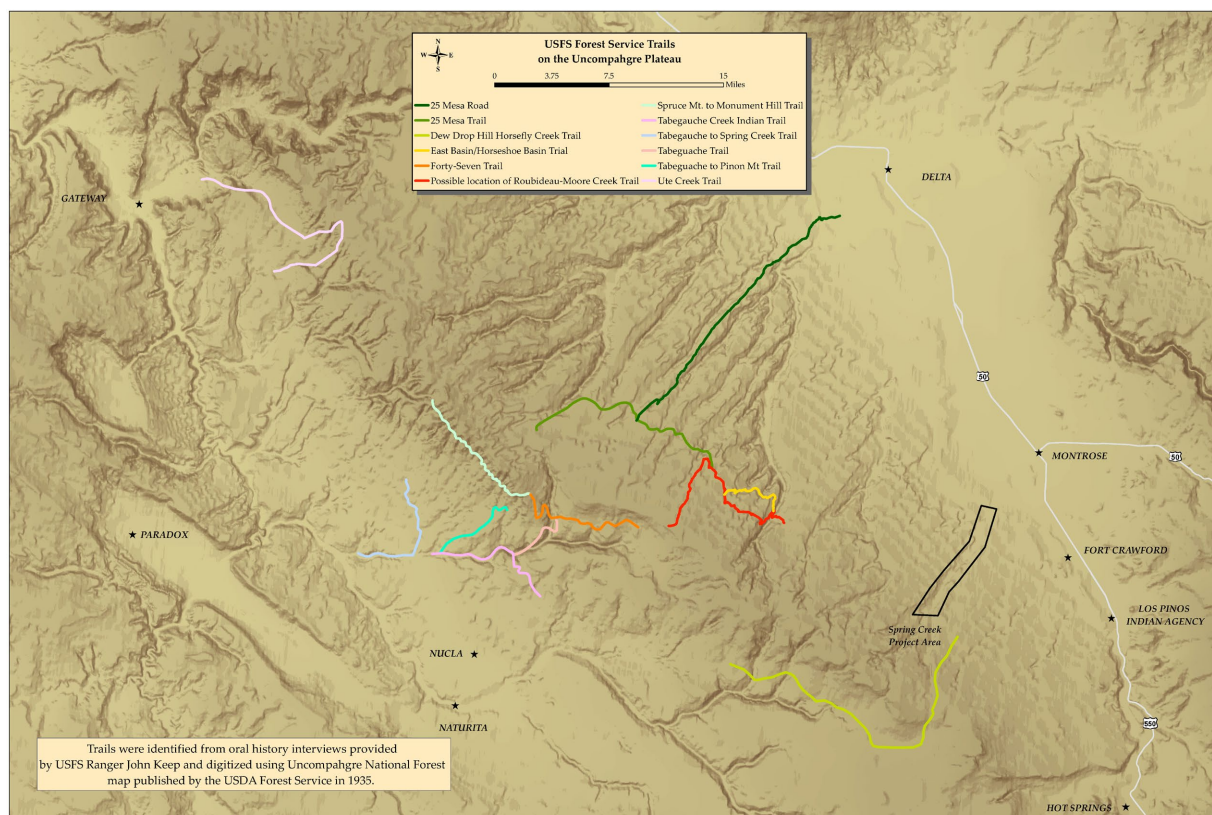 USFS Forest Service Trails
on the Uncompahgre Plateau
N
W E
S
0 3.75 7.5 15
Miles
25 Mesa Road
25 Mesa Trail
Dew Drop Hill Horsefly Creek Trail
East Basin/Horseshoe Basin Trial
Forty-Seven Trail
Possible location of Roubideau-Moore Creek Trail
Spruce Mt. to Monument Hill Trail
Tabegauche Creek Indian Trail
Tabeguache to Spring Creek Trail
Tabeguache Trail
Tabeguache to Pinon Mt Trail
Ute Creek Trail
DELTA
GATEWAY
50
MONTROSE
50
PARADOX
FORT CRAWFORD
LOS PINOS
INDIAN AGENCY
Spring Creek
Project Area
NUCLA
NATURITA
550
HOT SPRINGS
Trails were identified from oral history interviews provided
by USFS Ranger John Keep and digitized using Uncompahgre National Forest
map published by the USDA Forest Service in 1935.